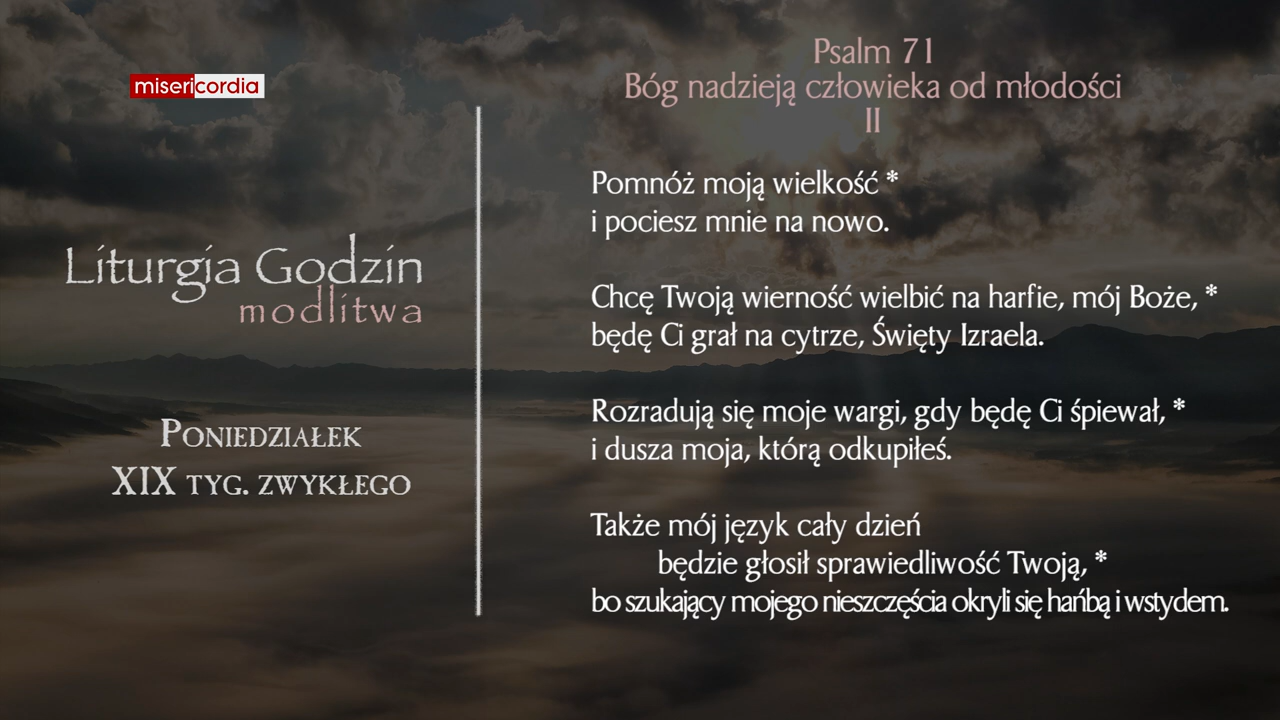 misericordia
Liturgia Godzin
modlitwa
Poniedziałek
XIX tyg. zwykłego
Psalm 71
Bóg nadzieją człowieka od młodości
II
Pomnóż moją wielkość *
i pociesz mnie na nowo.
Chcę Twoją wierność wielbić na harfie, mój Boże, *
będę Ci grał na cytrze, Święty Izraela.
Rozradują się moje wargi, gdy będę Ci śpiewał, *
i dusza moja, którą odkupiłeś.
Także mój język cały dzień
będzie głosił sprawiedliwość Twoją, *
bo szukający mojego nieszczęścia okryli się hańbą i wstydem.